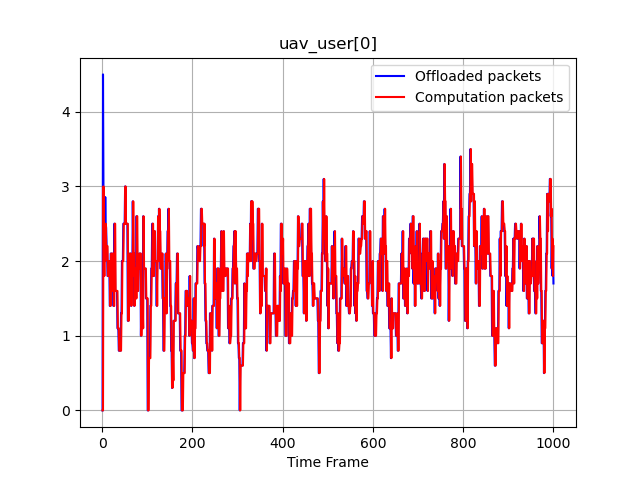 uav_user[0]
Offloaded packets
Computation packets
4
3
2
1
0
0 200 400 600 800 1000
Time Frame